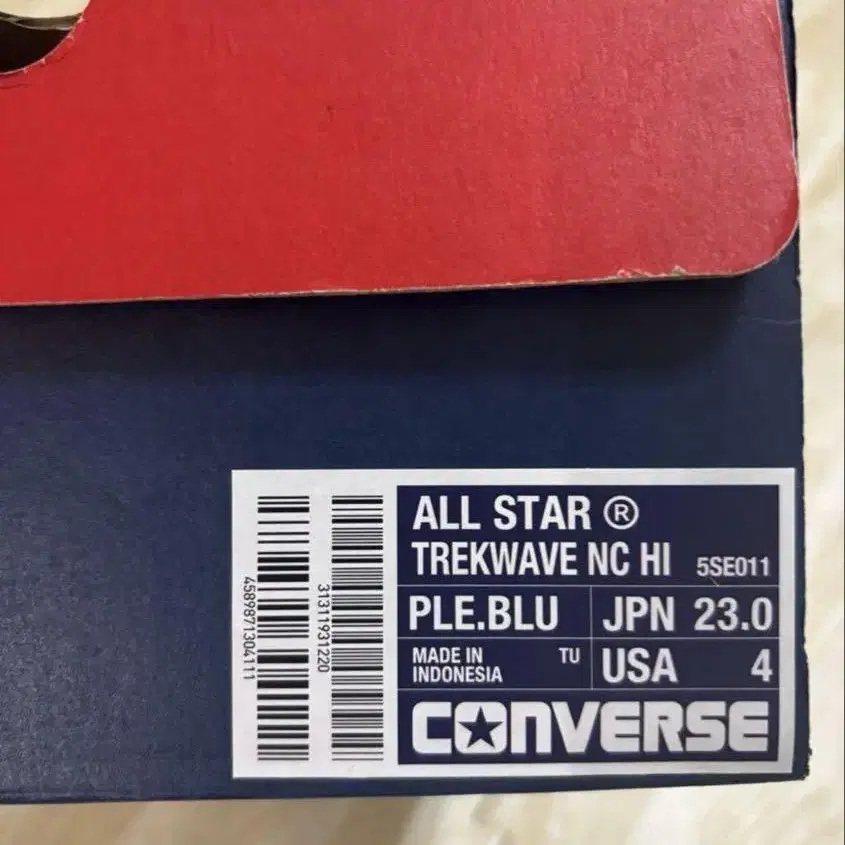 ALL STAR ®
TREKWAVE NC HI 5SE011
PLE.BLU JPN 23.0
MADE IN INDONESIA TU USA 4
CONVERSE
4589871304111
31311931220